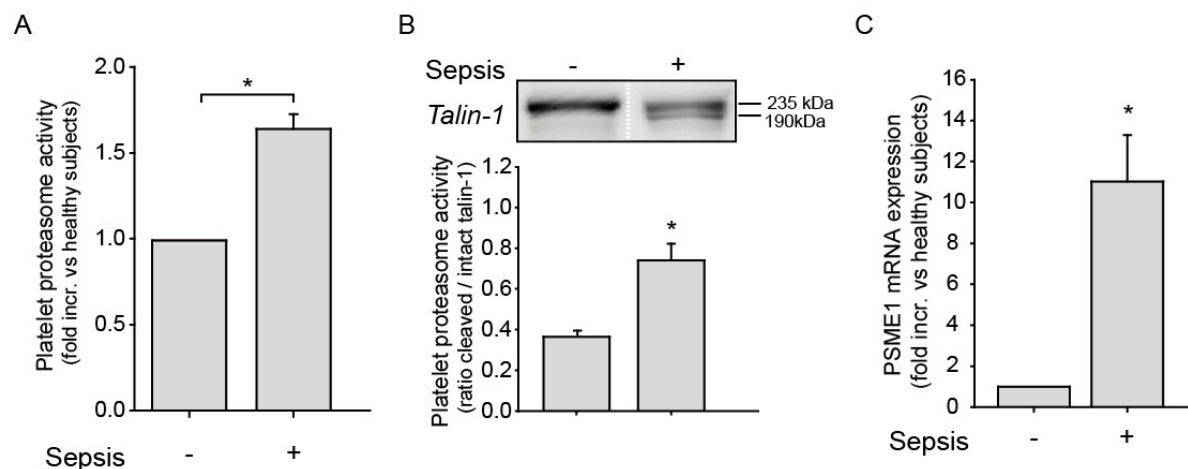 A
Platelet proteasome activity
(fold incr. vs healthy subjects)
2.0
1.5
1.0
0.5
0.0
*
Sepsis - +
B
Sepsis - +
Talin-1
235 kDa
190kDa
Platelet proteasome activity
(ratio cleaved / intact talin-1)
1.2
1.0
0.8
0.6
0.4
0.2
0.0
*
C
PSME1 mRNA expression
(fold incr. vs healthy subjects)
16
14
12
10
8
6
4
2
0
*
Sepsis - +